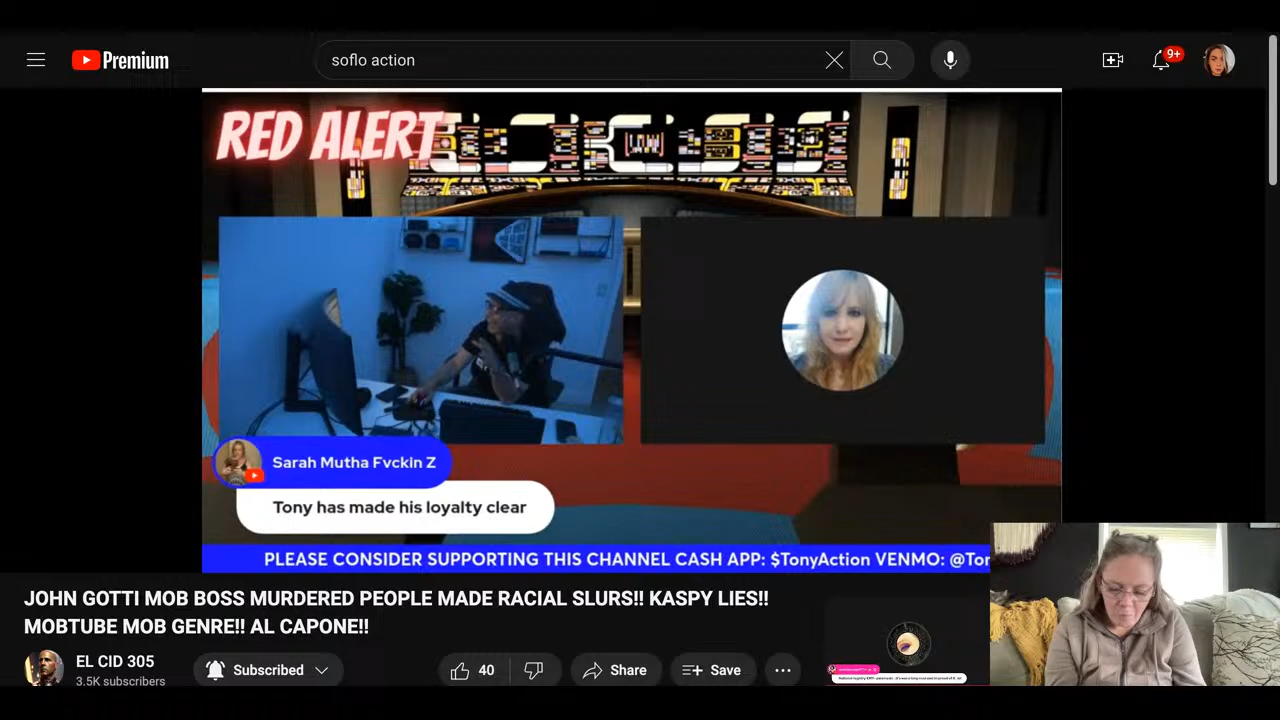 Premium
soflo action
9+
RED ALERT
Sarah Mutha Fvckin Z
Tony has made his loyalty clear
PLEASE CONSIDER SUPPORTING THIS CHANNEL CASH APP: $TonyAction VENMO: @Ton
JOHN GOTTI MOB BOSS MURDERED PEOPLE MADE RACIAL SLURS!! KASPY LIES!!
MOBTUBE MOB GENRE!! AL CAPONE!!
EL CID 305
3.5K subscribers
Subscribed
40
Share
Save